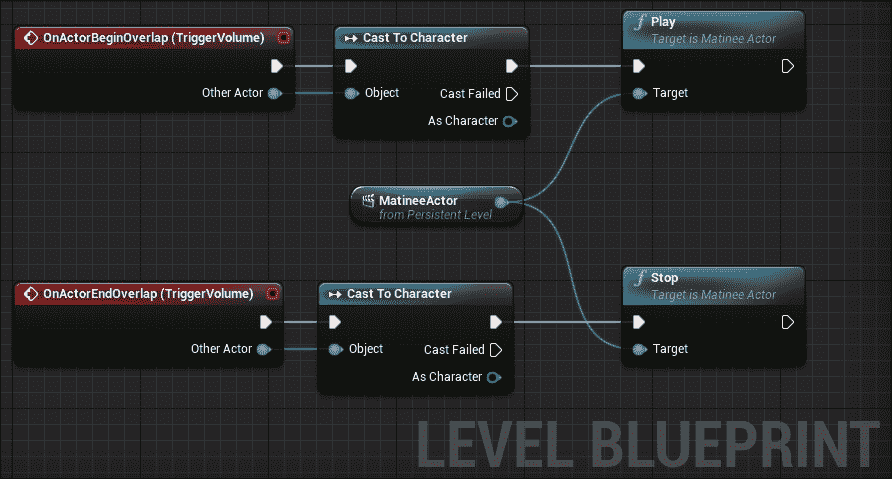 OnActorBeginOverlap (TriggerVolume)
Other Actor
Cast To Character
Object
Cast Failed
As Character
Play
Target is Matinee Actor
Target
MatineeActor
from Persistent Level
OnActorEndOverlap (TriggerVolume)
Other Actor
Cast To Character
Object
Cast Failed
As Character
Stop
Target is Matinee Actor
Target
LEVEL BLUEPRINT